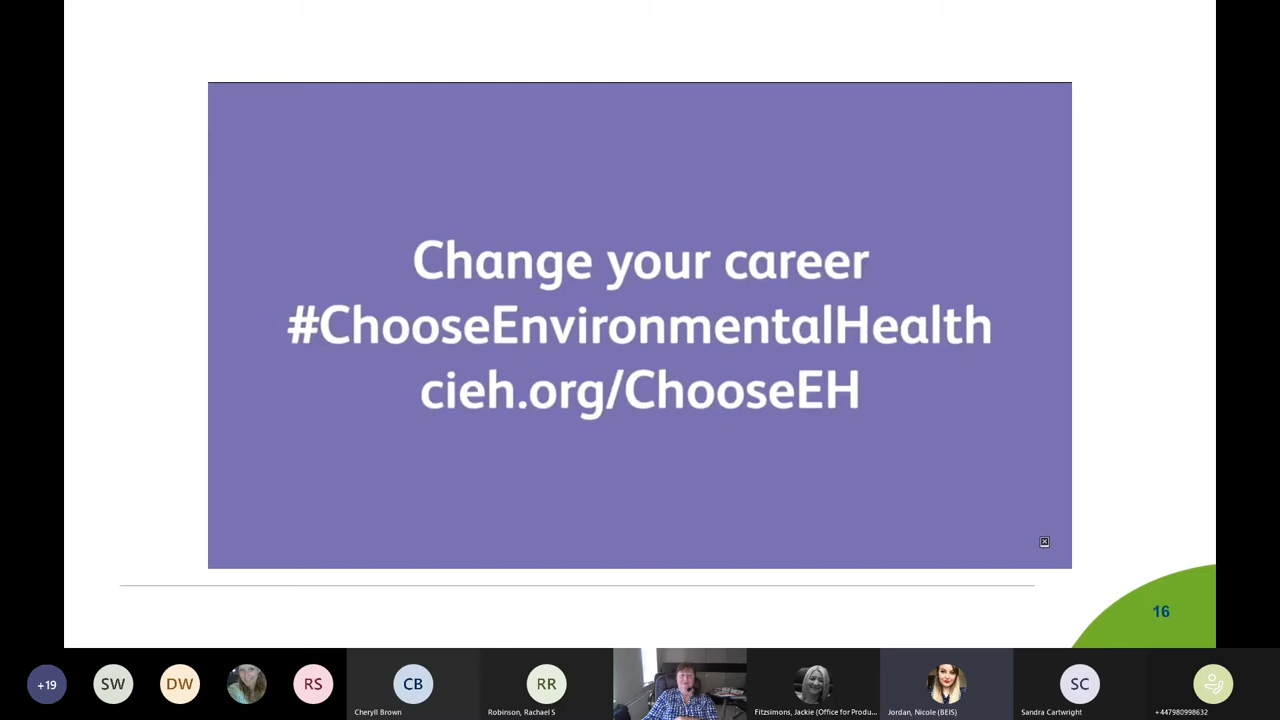 Change your career
#ChooseEnvironmentalHealth
cieh.org/ChooseEH
16
+19
SW
DW
RS
CB
RR
SC
Cheryll Brown
Robinson, Rachael S
Fitzsimons, Jackie (Office for Produ...
Jordan, Nicole (BEIS)
Sandra Cartwright
+447980998632